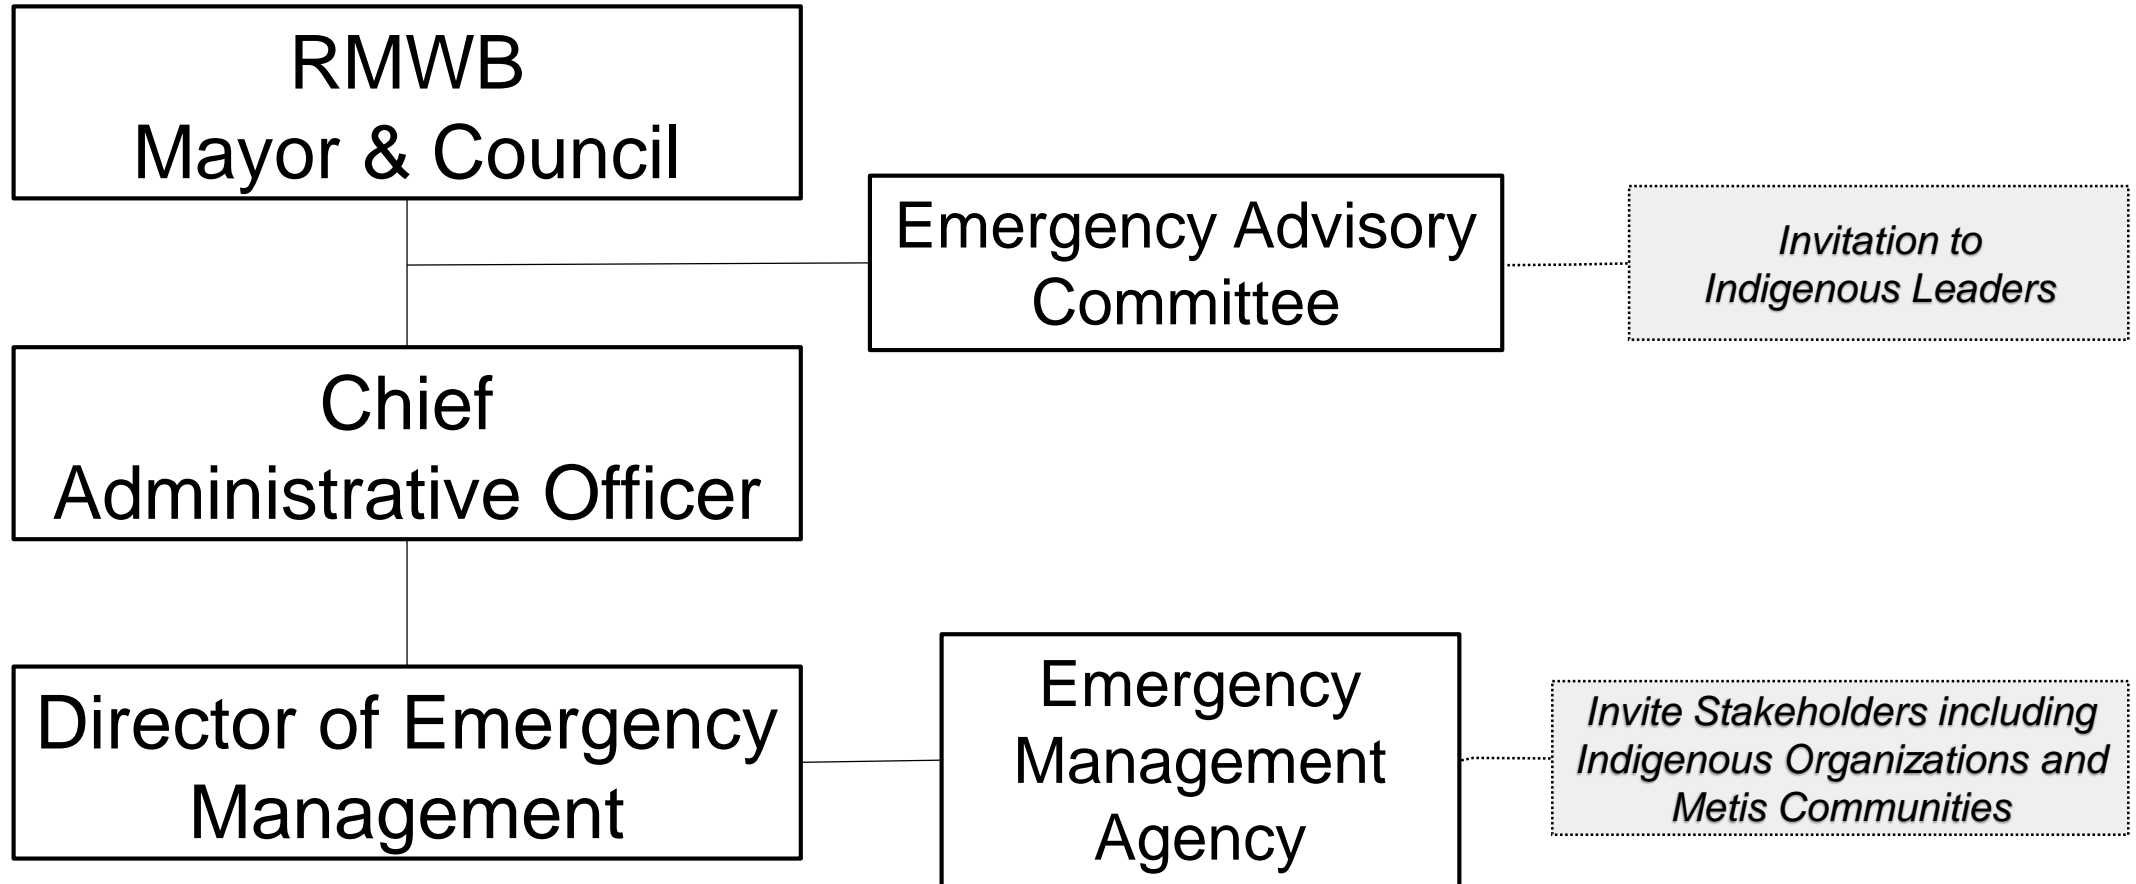 RMWB
Mayor & Council
Emergency Advisory
Committee
Invitation to
Indigenous Leaders
Chief
Administrative Officer
Director of Emergency
Management
Emergency
Management
Agency
Invite Stakeholders including
Indigenous Organizations and
Metis Communities